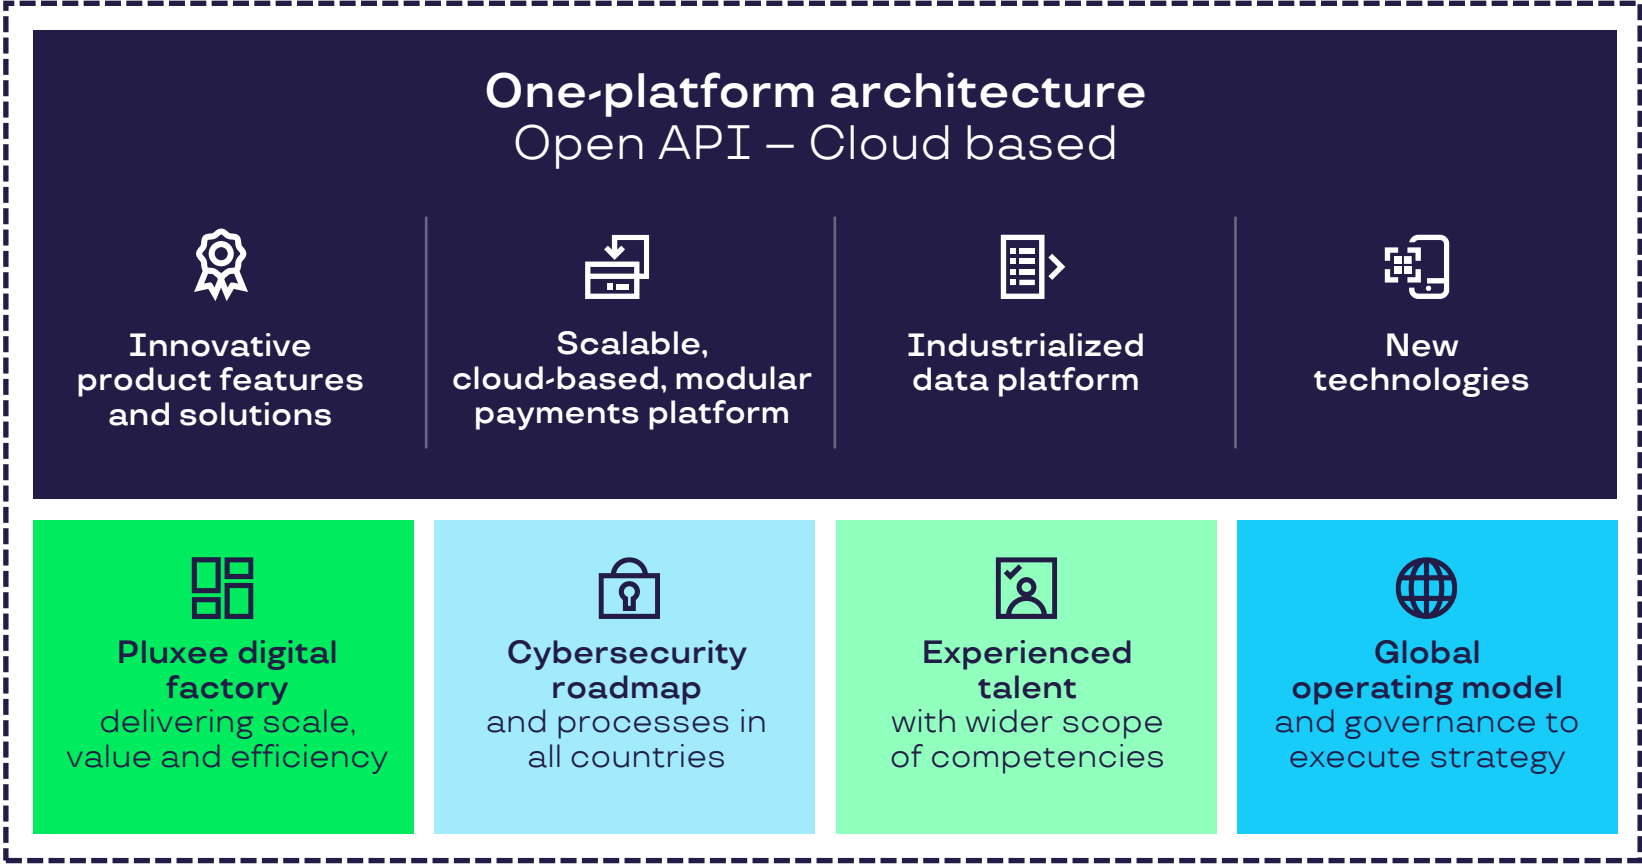 One-platform architecture
Open API – Cloud based
Innovative
product features
and solutions
Scalable,
cloud-based, modular
payments platform
Industrialized
data platform
New
technologies
Pluxee digital
factory
delivering scale,
value and efficiency
Cybersecurity
roadmap
and processes in
all countries
Experienced
talent
with wider scope
of competencies
Global
operating model
and governance to
execute strategy